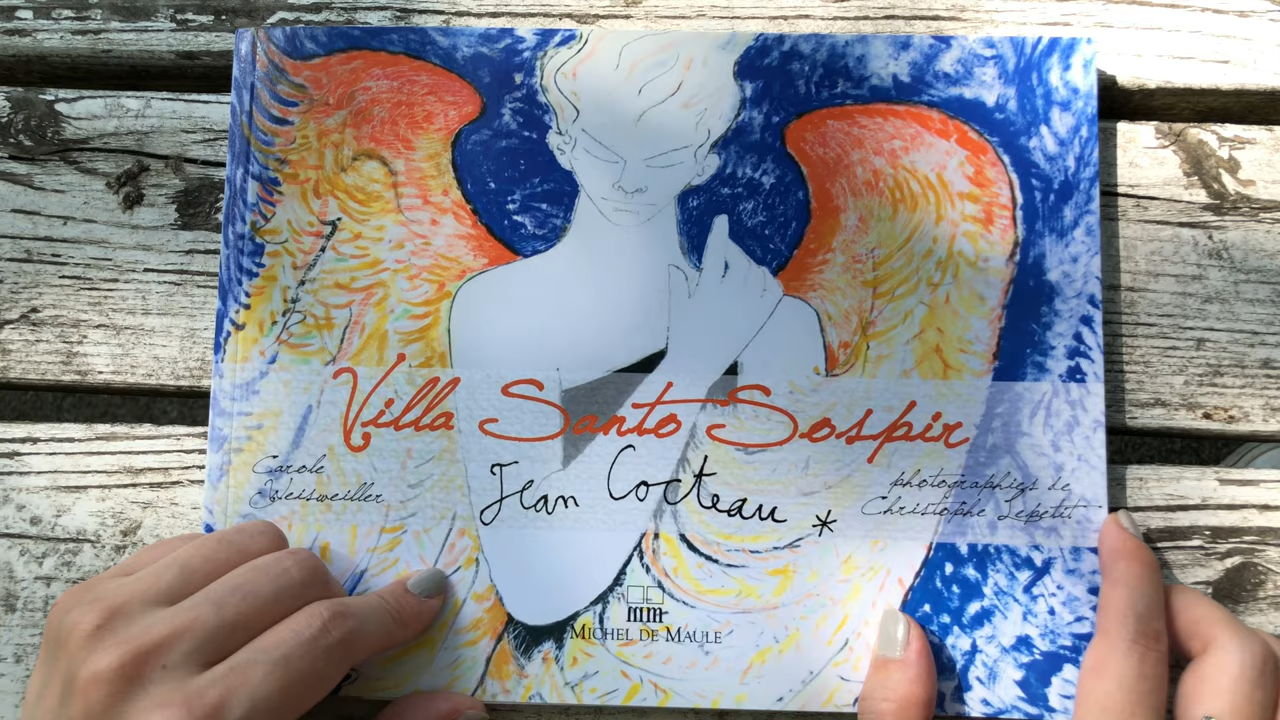 Villa Santo Sospir
Jean Cocteau *
Carole
Weisweiller
photographies de
Christophe Lepetit
MICHEL DE MAULE